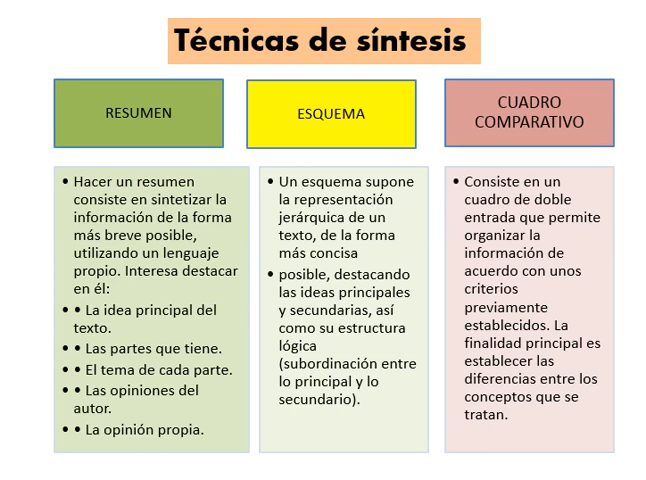 Técnicas de síntesis
RESUMEN
ESQUEMA
CUADRO
COMPARATIVO
• Hacer un resumen
consiste en sintetizar la
información de la forma
más breve posible,
utilizando un lenguaje
propio. Interesa destacar
en él:
• • La idea principal del
texto.
• • Las partes que tiene.
• • El tema de cada parte.
• • Las opiniones del
autor.
• • La opinión propia.
• Un esquema supone
la representación
jerárquica de un
texto, de la forma
más concisa
• posible, destacando
las ideas principales
y secundarias, así
como su estructura
lógica
(subordinación entre
lo principal y lo
secundario).
• Consiste en un
cuadro de doble
entrada que permite
organizar la
información de
acuerdo con unos
criterios
previamente
establecidos. La
finalidad principal es
establecer las
diferencias entre los
conceptos que se
tratan.